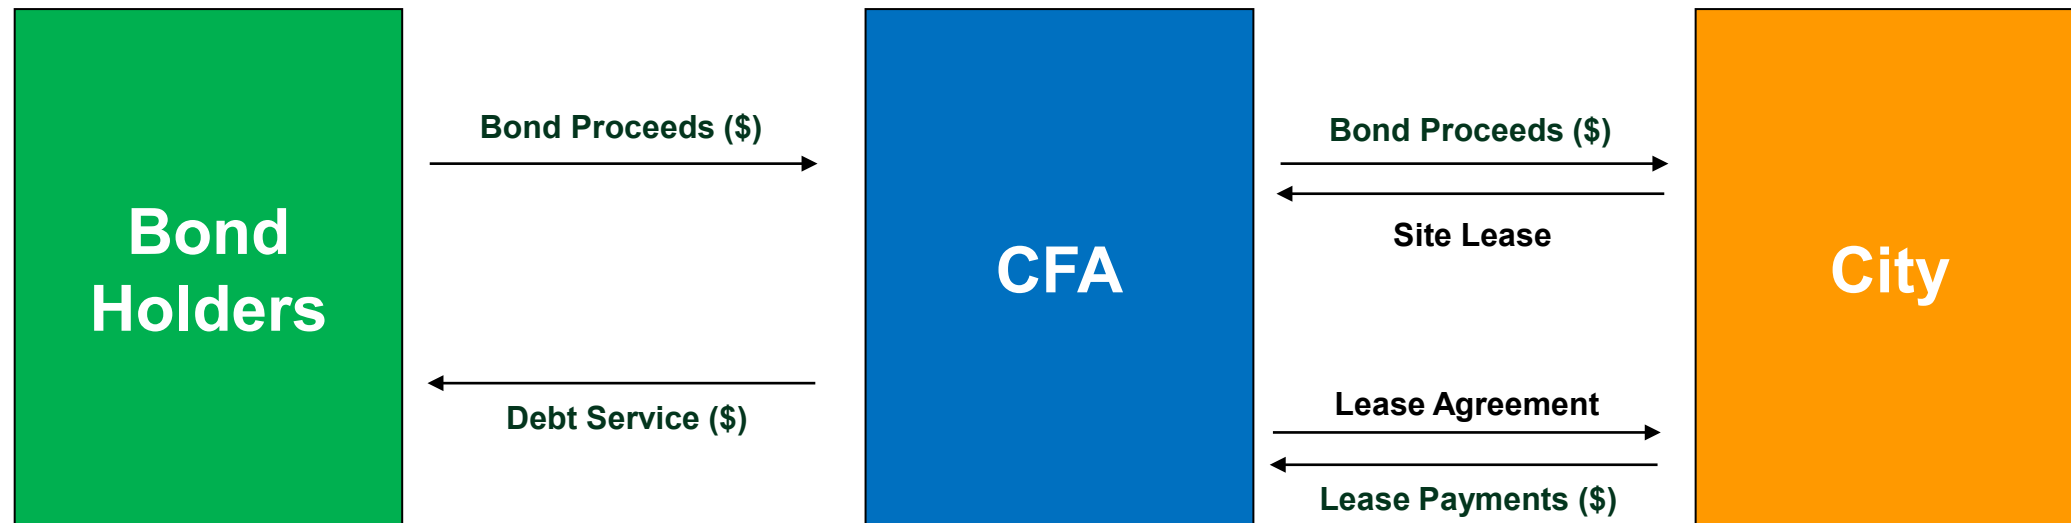 Bond
Holders
Bond Proceeds ($)
Debt Service ($)
CFA
Bond Proceeds ($)
Site Lease
Lease Agreement
Lease Payments ($)
City